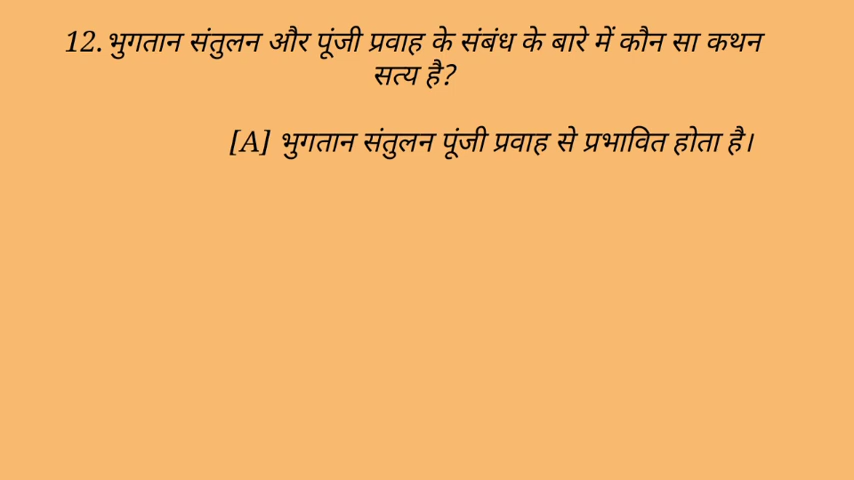 12. भुगतान संतुलन और पूंजी प्रवाह के संबंध के बारे में कौन सा कथन
सत्य है?
[A] भुगतान संतुलन पूंजी प्रवाह से प्रभावित होता है।